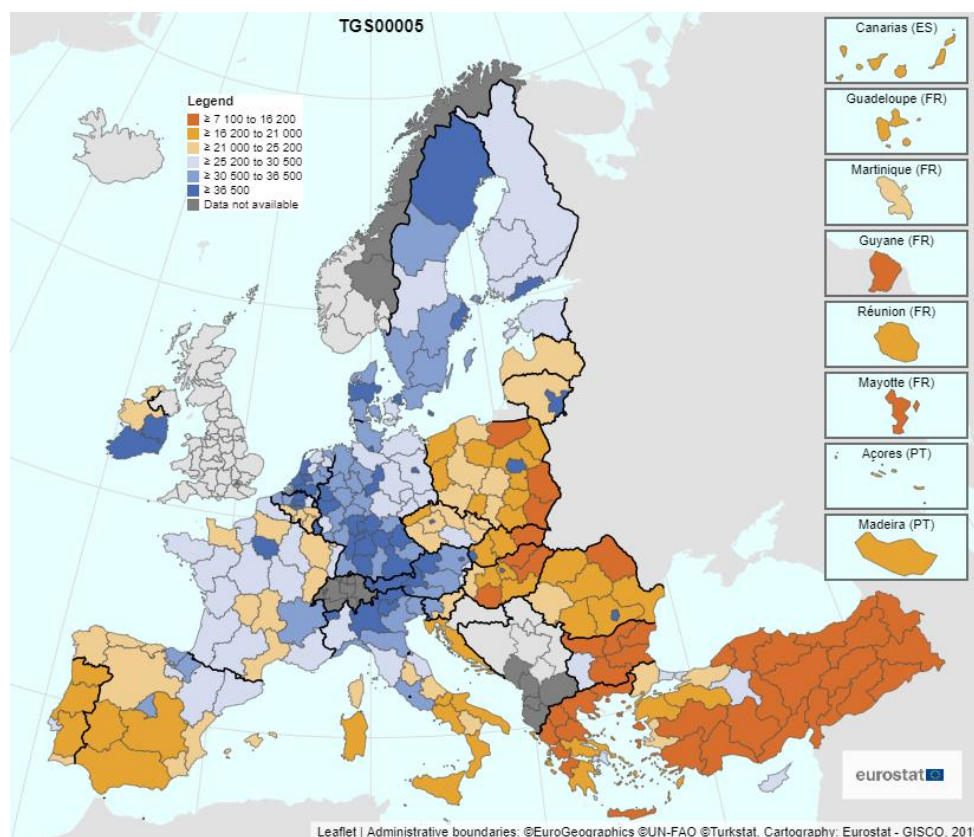 TGS00005
Legend
≥ 7 100 to 16 200
≥ 16 200 to 21 000
≥ 21 000 to 25 200
≥ 25 200 to 30 500
≥ 30 500 to 36 500
≥ 36 500
Data not available
Canarias (ES)
Guadeloupe (FR)
Martinique (FR)
Guyane (FR)
Réunion (FR)
Mayotte (FR)
Açores (PT)
Madeira (PT)
eurostat
Leaflet | Administrative boundaries: ©EuroGeographics ©UN-FAO ©Turkstat. Cartography: Eurostat - GISCO, 201